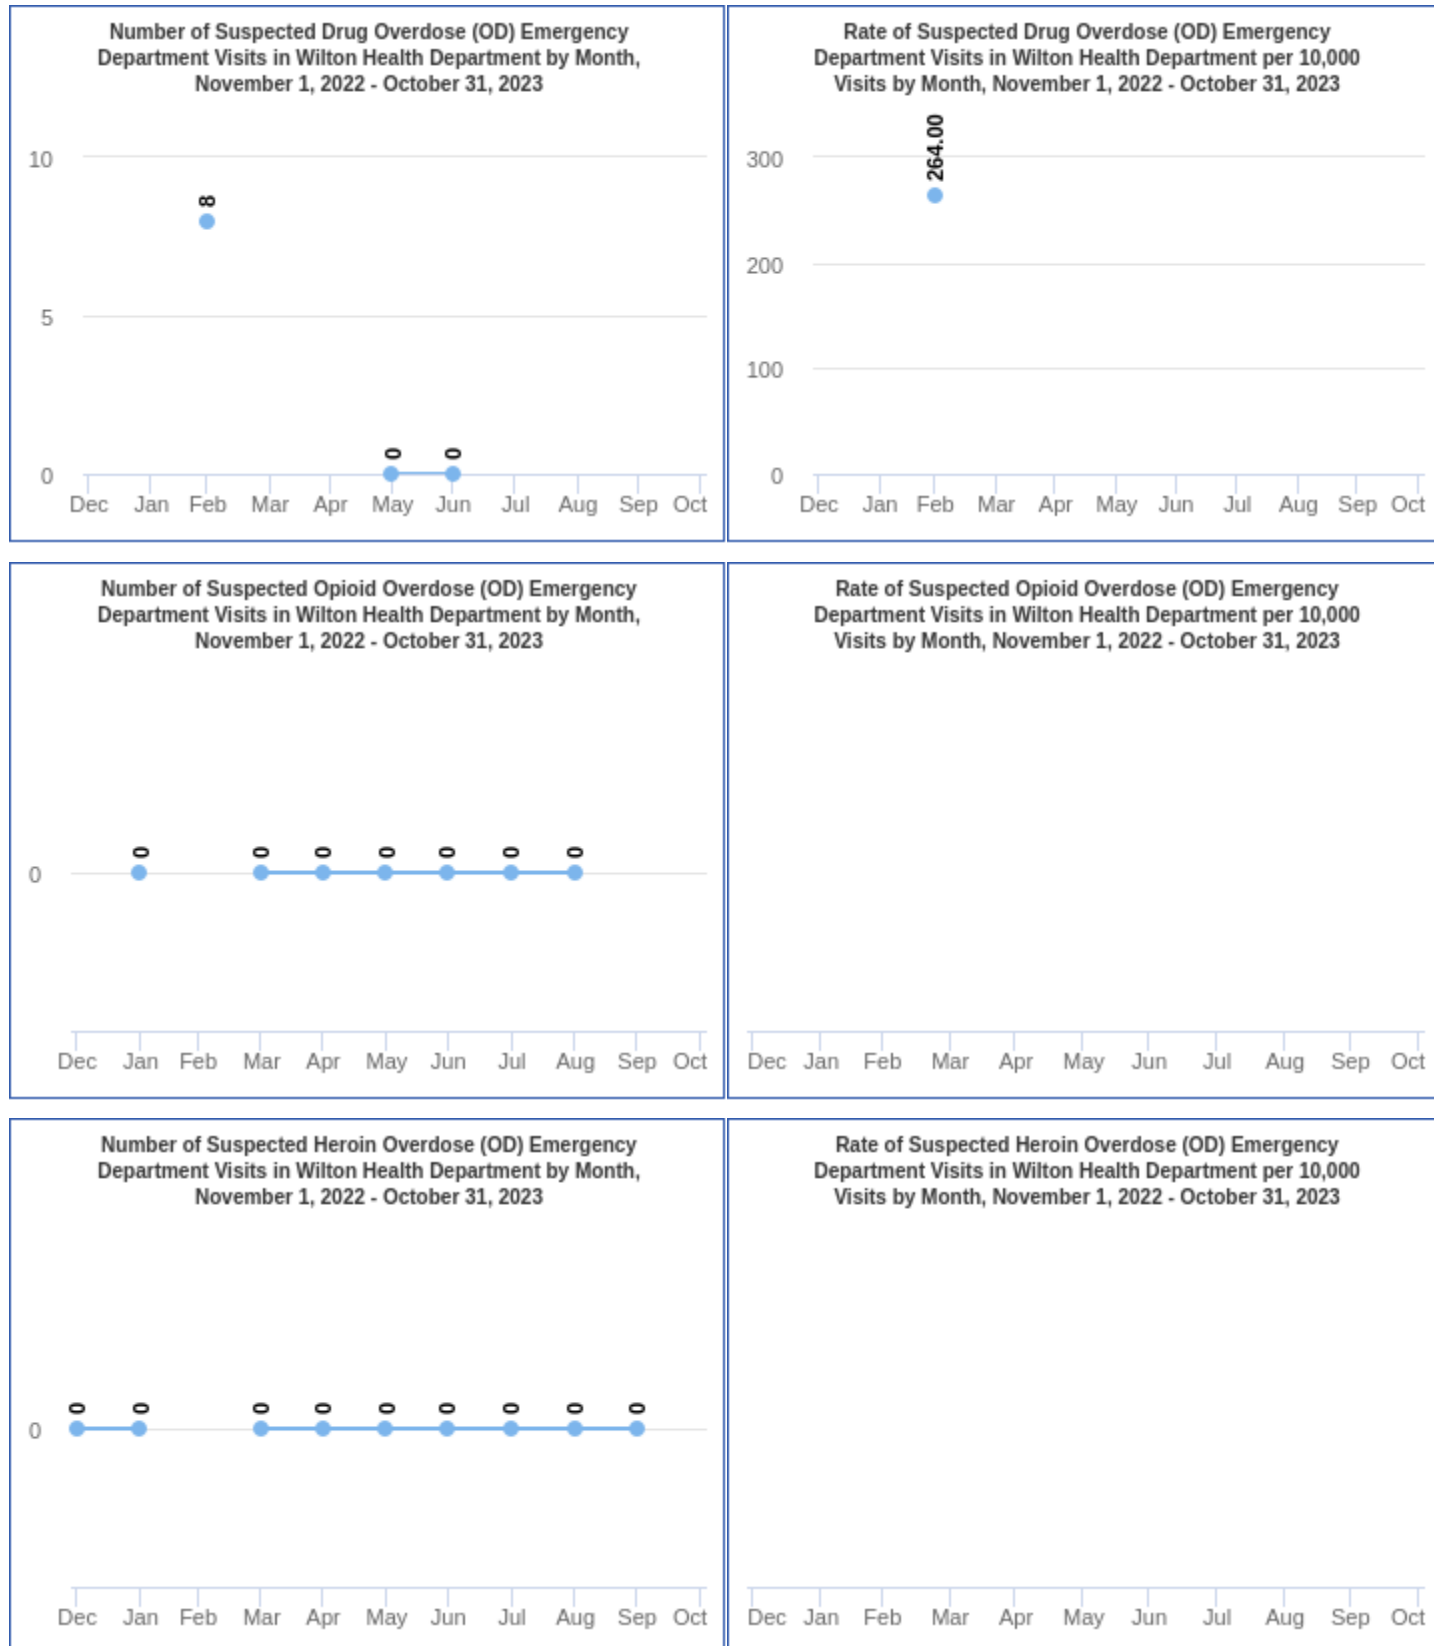 Number of Suspected Drug Overdose (OD) Emergency
Department Visits in Wilton Health Department by Month,
November 1, 2022 - October 31, 2023
10
5
0
8
0 0
Dec Jan Feb Mar Apr May Jun Jul Aug Sep Oct
Rate of Suspected Drug Overdose (OD) Emergency
Department Visits in Wilton Health Department per 10,000
Visits by Month, November 1, 2022 - October 31, 2023
300
200
100
0
264.00
Dec Jan Feb Mar Apr May Jun Jul Aug Sep Oct
Number of Suspected Opioid Overdose (OD) Emergency
Department Visits in Wilton Health Department by Month,
November 1, 2022 - October 31, 2023
0
0 0 0 0 0 0 0
Dec Jan Feb Mar Apr May Jun Jul Aug Sep Oct
Rate of Suspected Opioid Overdose (OD) Emergency
Department Visits in Wilton Health Department per 10,000
Visits by Month, November 1, 2022 - October 31, 2023
Dec Jan Feb Mar Apr May Jun Jul Aug Sep Oct
Number of Suspected Heroin Overdose (OD) Emergency
Department Visits in Wilton Health Department by Month,
November 1, 2022 - October 31, 2023
0
0 0 0 0 0 0 0 0 0
Dec Jan Feb Mar Apr May Jun Jul Aug Sep Oct
Rate of Suspected Heroin Overdose (OD) Emergency
Department Visits in Wilton Health Department per 10,000
Visits by Month, November 1, 2022 - October 31, 2023
Dec Jan Feb Mar Apr May Jun Jul Aug Sep Oct